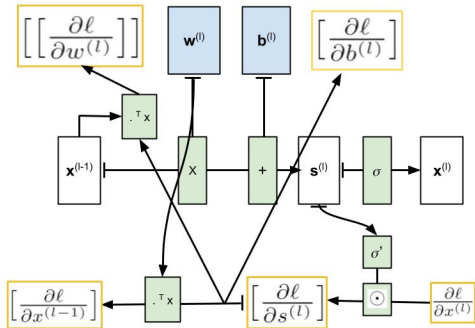 [[∂ℓ/∂w^(l)]]
w^(l)
b^(l)
[∂ℓ/∂b^(l)]
.ᵀ x
x^(l-1)
X
+
s^(l)
σ
x^(l)
σ'
[∂ℓ/∂x^(l−1)]
.ᵀ x
[∂ℓ/∂s^(l)]
⊙
[∂ℓ/∂x^(l)]